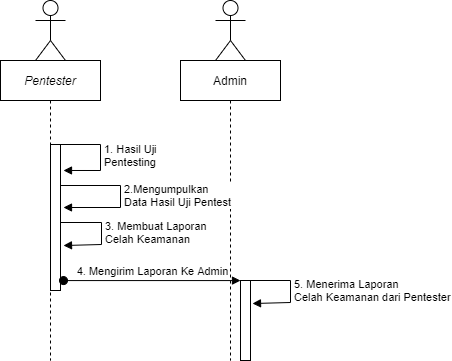 Pentester
Admin
1. Hasil Uji
Pentesting
2.Mengumpulkan
Data Hasil Uji Pentest
3. Membuat Laporan
Celah Keamanan
4. Mengirim Laporan Ke Admin
5. Menerima Laporan
Celah Keamanan dari Pentester